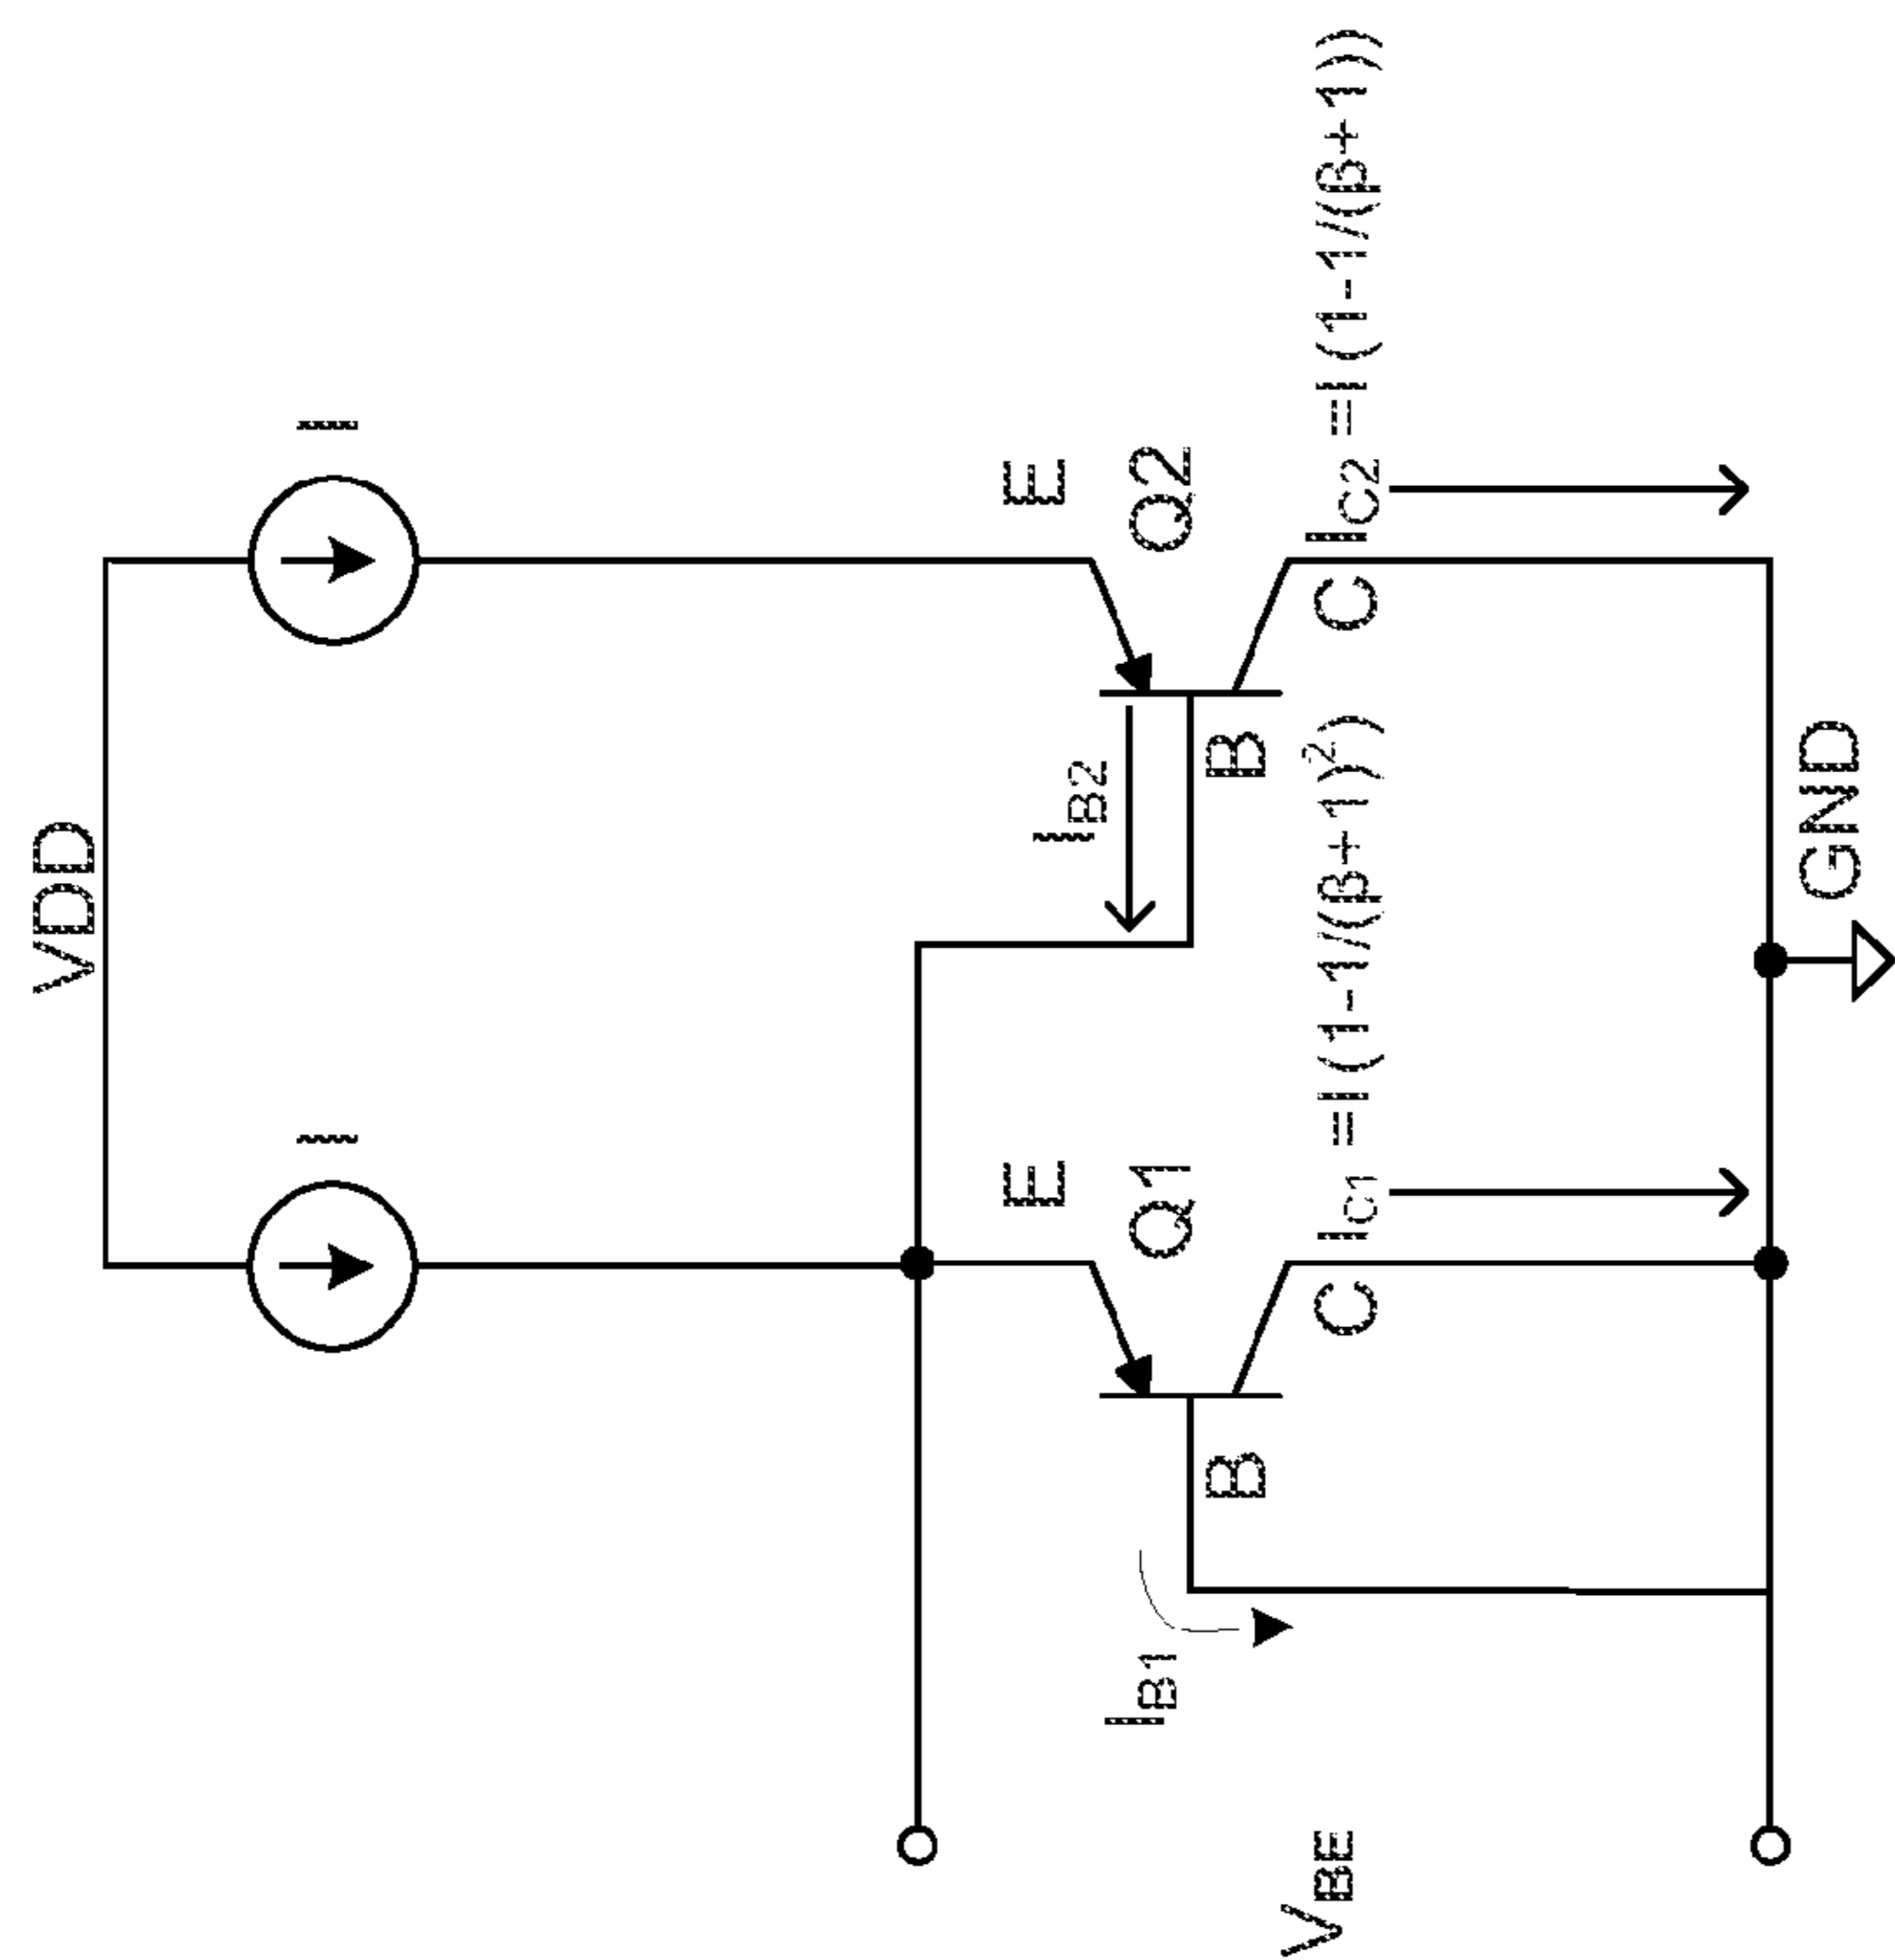 VDD
I
I
E
Q1
E
Q2
I_B2
B
B
I_B1
C
I_C1 =I(1-1/(β+1)²)
C
I_C2 =I(1-1/(β+1))
V_BE
GND